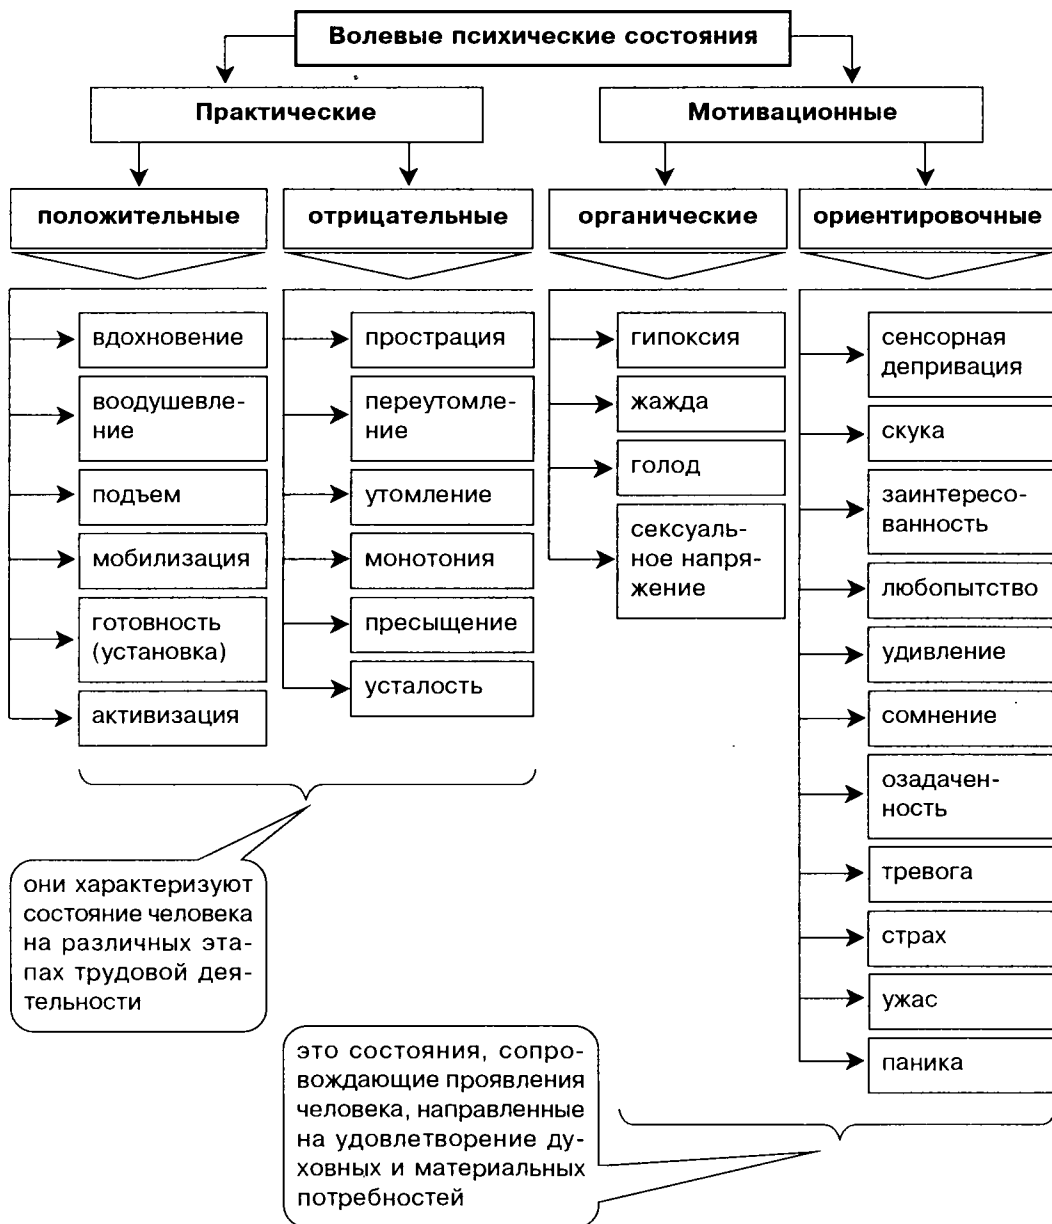 Волевые психические состояния
Практические
Мотивационные
положительные
отрицательные
органические
ориентировочные
вдохновение
воодушевле-
ние
подъем
мобилизация
готовность
(установка)
активизация
прострация
переутомле-
ние
утомление
монотония
пресыщение
усталость
гипоксия
жажда
голод
сексуаль-
ное напря-
жение
сенсорная
депривация
скука
заинтересо-
ванность
любопытство
удивление
сомнение
озадачен-
ность
тревога
страх
ужас
паника
они характеризуют
состояние человека
на различных эта-
пах трудовой дея-
тельности
это состояния, сопро-
вождающие проявления
человека, направленные
на удовлетворение ду-
ховных и материальных
потребностей